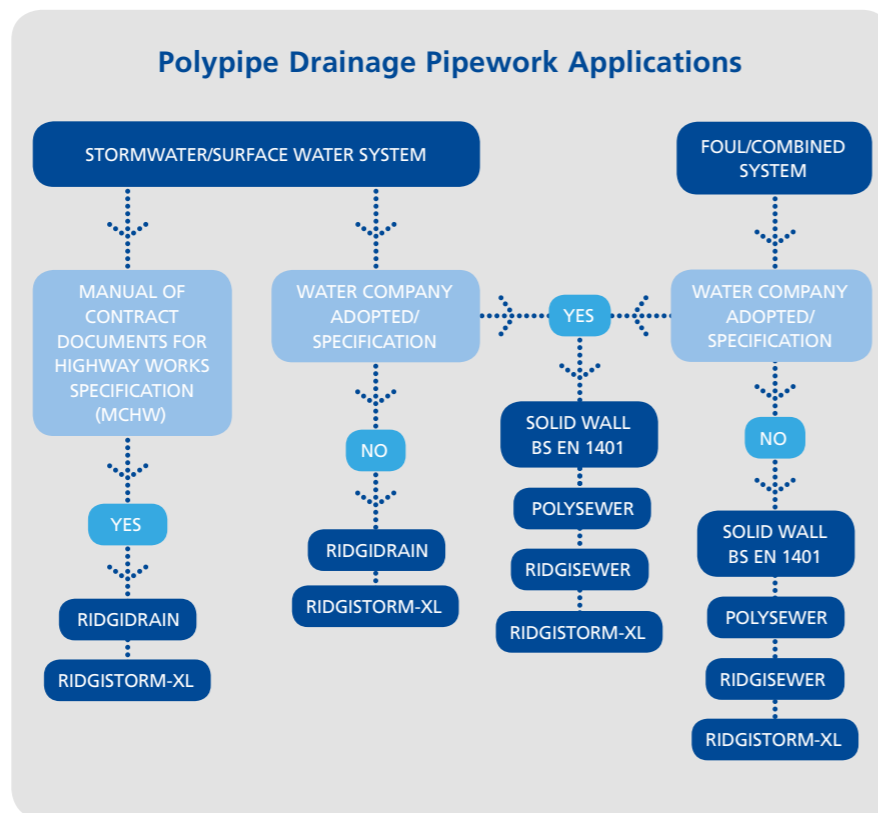 Polypipe Drainage Pipework Applications
STORMWATER/SURFACE WATER SYSTEM
FOUL/COMBINED
SYSTEM
MANUAL OF
CONTRACT
DOCUMENTS FOR
HIGHWAY WORKS
SPECIFICATION
(MCHW)
WATER COMPANY
ADOPTED/
SPECIFICATION
YES
WATER COMPANY
ADOPTED/
SPECIFICATION
YES
RIDGIDRAIN
RIDGISTORM-XL
NO
RIDGIDRAIN
RIDGISTORM-XL
SOLID WALL
BS EN 1401
POLYSEWER
RIDGISEWER
RIDGISTORM-XL
NO
SOLID WALL
BS EN 1401
POLYSEWER
RIDGISEWER
RIDGISTORM-XL